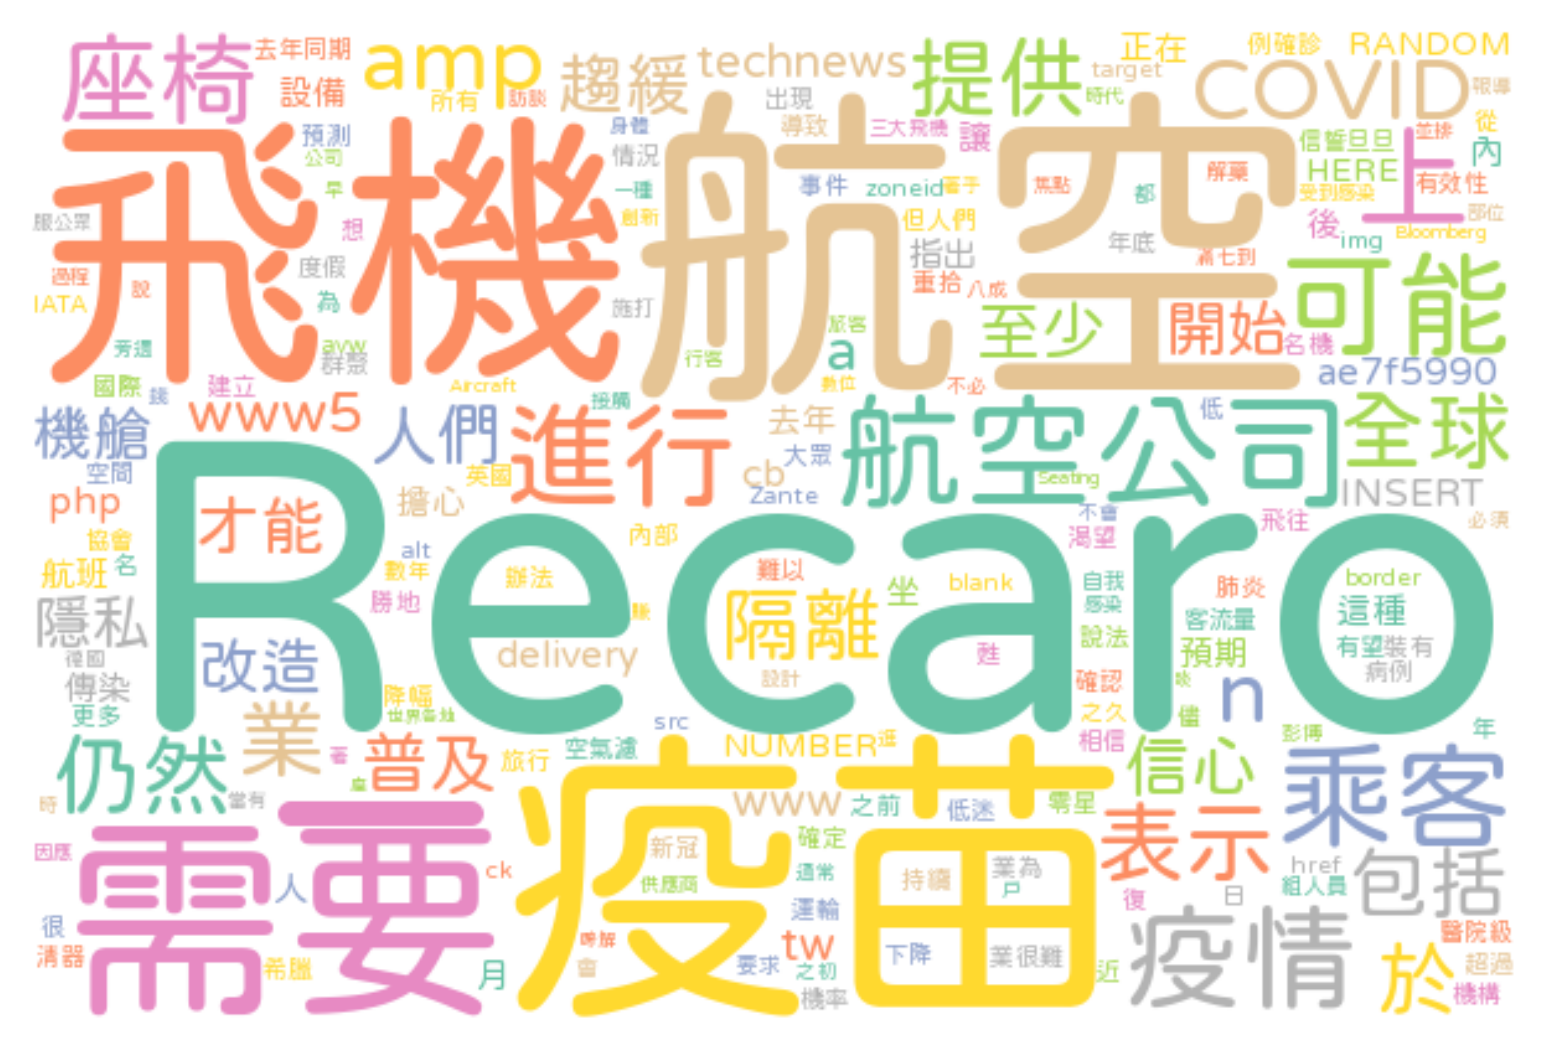 座椅
去年同期
amp
趨緩
technews
提供
正在
例確診
RANDOM
設備
所有
訪談
出現
target
時代
COVID
報導
飛機
航空
預測
公司
早
想
身體
情況
一種
創新
導致
三大飛機
讓
事件
zoneid
著手
但人們
指出
焦點
都
年底
解藥
信誓旦旦
HERE
受到感染
後
img
上
並排
從
內
有效性
部位
Bloomberg
服公眾
過程
說
IATA
度假
為
施打
重拾
八成
滿七到
可能
旁邊
群聚
國際
錢
建立
Aircraft
行客
旅客
a
數位
不必
接觸
至少
開始
名機
ae7f5990
機艙
www5
人們
進行
去年
大眾
航空公司
低
全球
空間
php
擔心
英國
cb
Zante
Seating
INSERT
Recaro
才能
協會
航班
名
alt
數年
勝地
辦法
內部
難以
坐
blank
不會
渴望
飛往
必須
自我
感染
肺炎
border
這種
隱私
德國
傳染
更多
改造
delivery
隔離
設計
甦
說法
客流量
預期
有望
裝有
病例
降幅
世界各地
src
確認
之久
相信
n
儘
彭博
年
仍然
業
著
普及
旅行
空氣濾
NUMBER
信心
乘客
時
當有
www
之前
低迷
零星
需要
疫苗
表示
因應
人
ck
新冠
供應商
確定
通常
持續
業為
戶
href
組人員
包括
很
清器
希臘
月
會
運輸
tw
要求
之初
機率
下降
業很難
近
復
日
疫情
於
醫院級
超過
機構